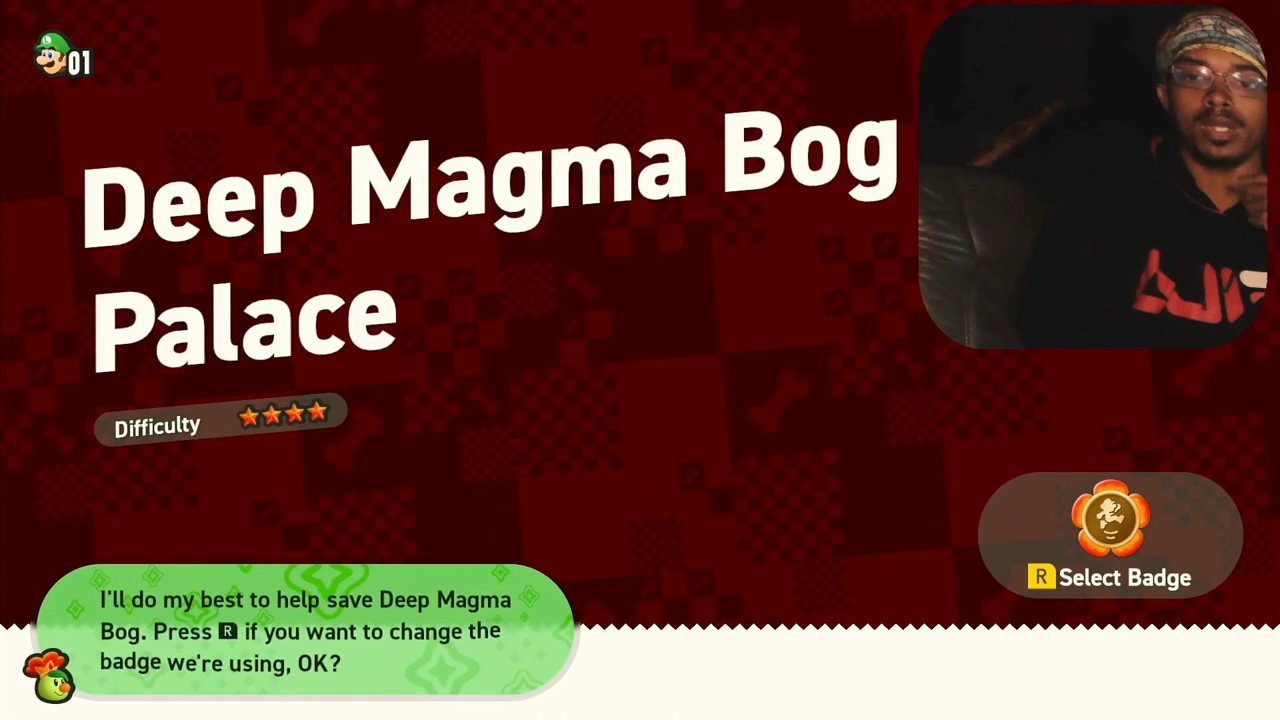 01
Deep Magma Bog
Palace
Difficulty
R Select Badge
I'll do my best to help save Deep Magma
Bog. Press R if you want to change the
badge we're using, OK?